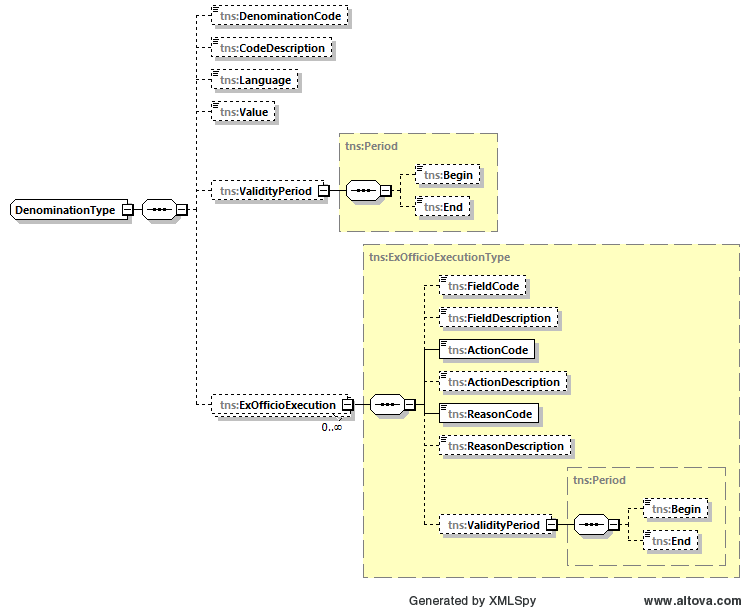 tns:DenominationCode
tns:CodeDescription
tns:Language
tns:Value
tns:Period
tns:Begin
tns:ValidityPeriod
tns:End
DenominationType
tns:ExOfficioExecutionType
tns:FieldCode
tns:FieldDescription
tns:ActionCode
tns:ActionDescription
tns:ExOfficioExecution
0..∞
tns:ReasonCode
tns:ReasonDescription
tns:Period
tns:Begin
tns:ValidityPeriod
tns:End
Generated by XMLSpy www.altova.com